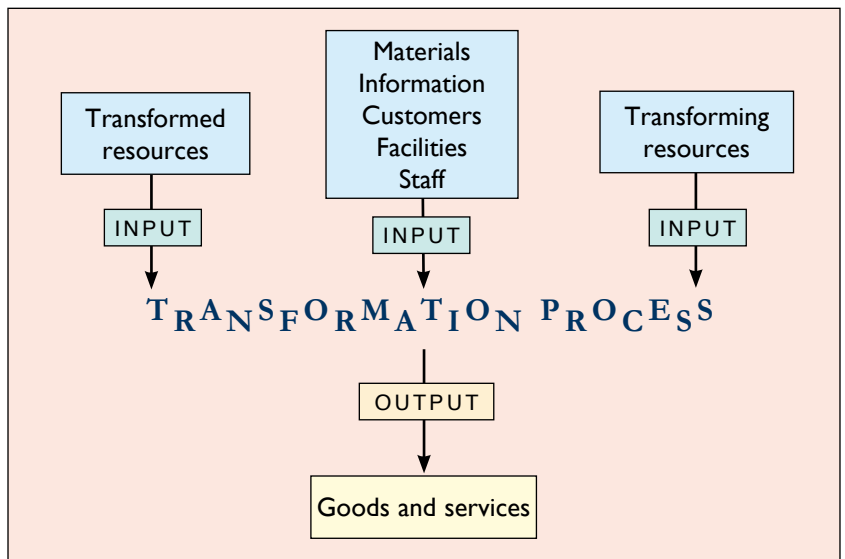 Transformed
resources
Materials
Information
Customers
Facilities
Staff
Transforming
resources
INPUT
INPUT
INPUT
TRANSFORMATION PROCESS
OUTPUT
Goods and services